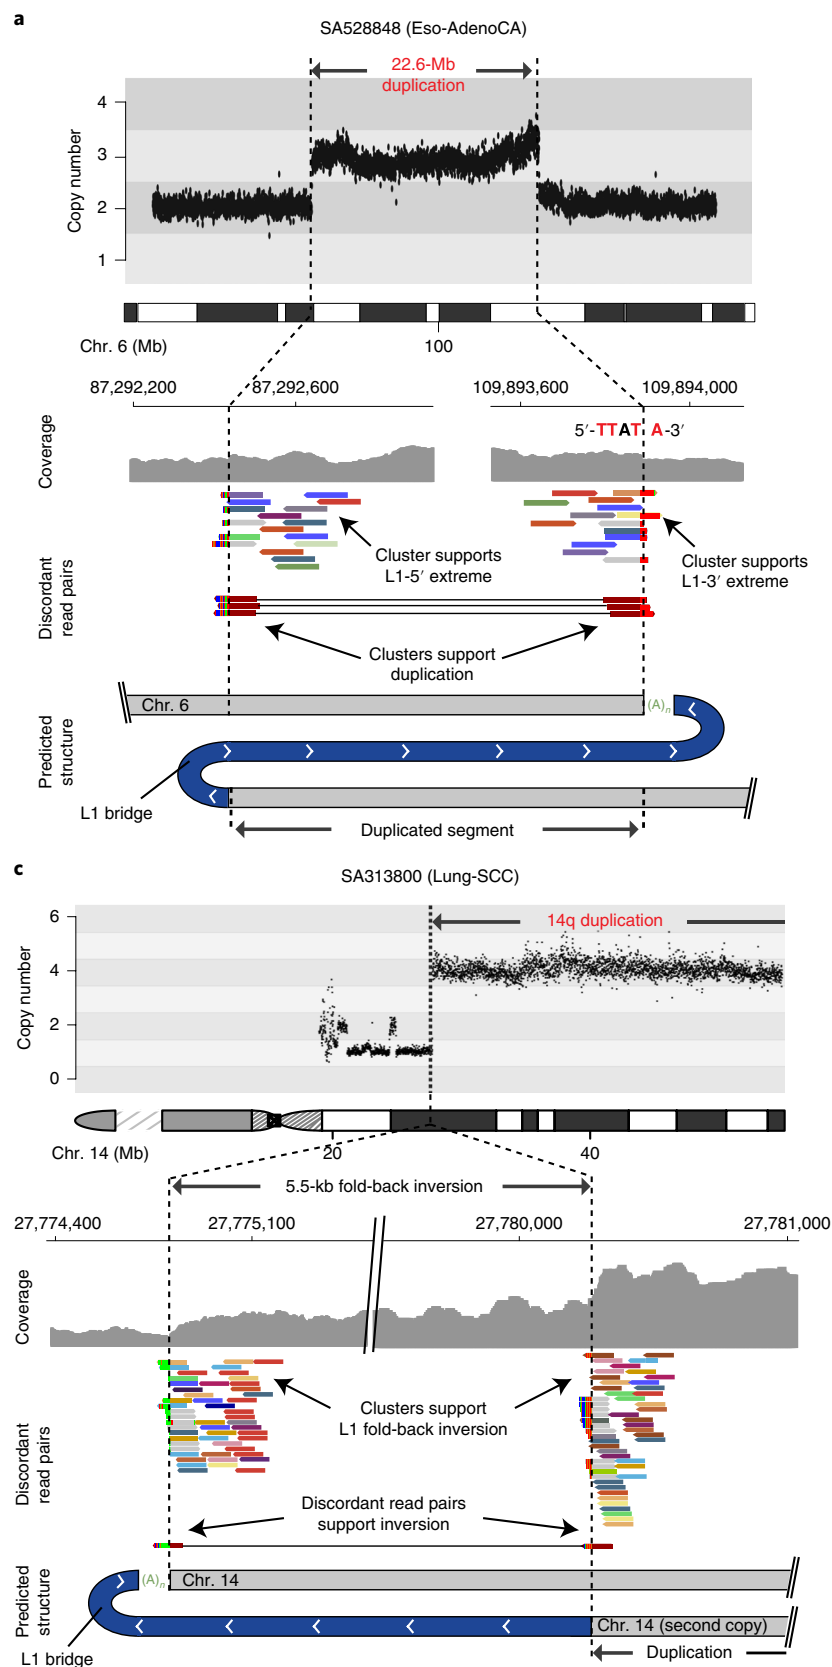 a
SA528848 (Eso-AdenoCA)
22.6-Mb
duplication
Copy number
4
3
2
1
Chr. 6 (Mb)
100
87,292,200
87,292,600
109,893,600
109,894,000
5′-TTAT A-3′
Coverage
Discordant
read pairs
Cluster supports
L1-5′ extreme
Cluster supports
L1-3′ extreme
Clusters support
duplication
Predicted
structure
Chr. 6
(A)n
L1 bridge
Duplicated segment
c
SA313800 (Lung-SCC)
14q duplication
Copy number
6
4
2
0
Chr. 14 (Mb)
20
40
5.5-kb fold-back inversion
27,774,400
27,775,100
27,780,000
27,781,000
Coverage
Discordant
read pairs
Clusters support
L1 fold-back inversion
Discordant read pairs
support inversion
Predicted
structure
(A)n
Chr. 14
Chr. 14 (second copy)
L1 bridge
Duplication